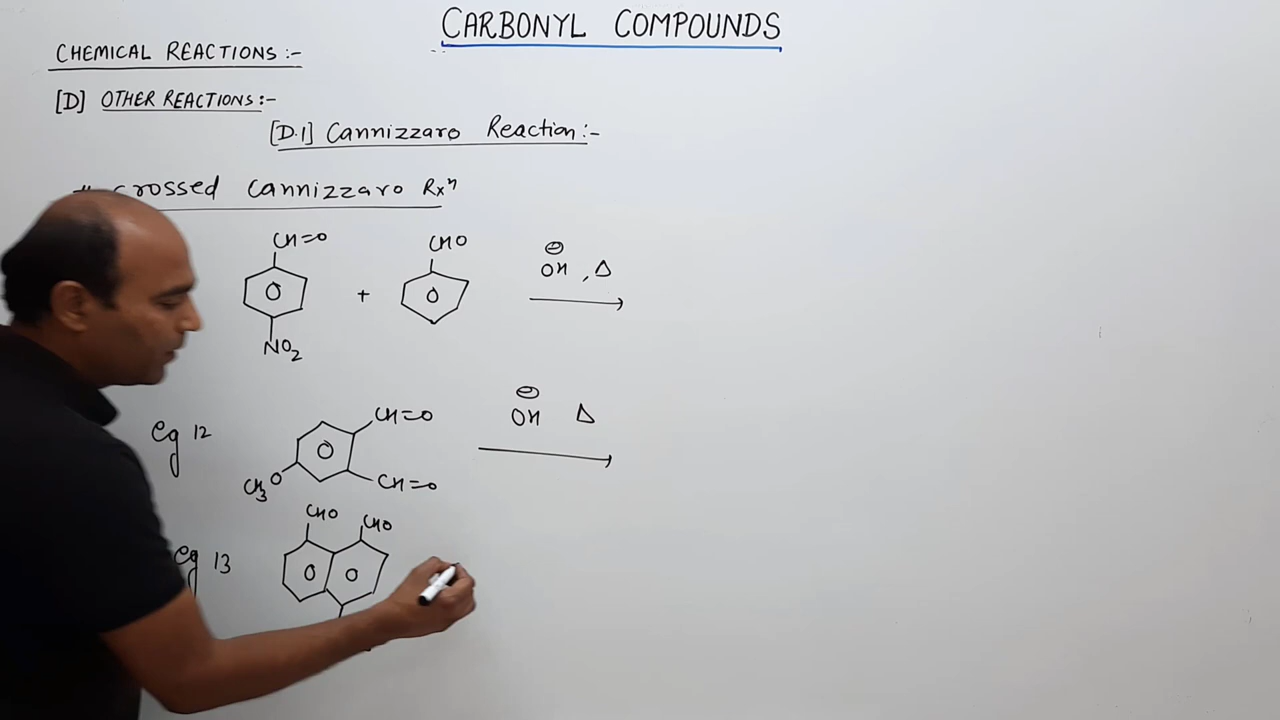 CARBONYL COMPOUNDS
CHEMICAL REACTIONS :-
[D] OTHER REACTIONS:-
[D.1] Cannizzaro Reaction:-
# crossed Cannizzaro Rxⁿ
CH=O
CHO
+
⊖
OH , Δ
NO₂
CH=O
⊖
OH Δ
eg 12
CH₃O
CH=O
CHO
CHO
eg 13